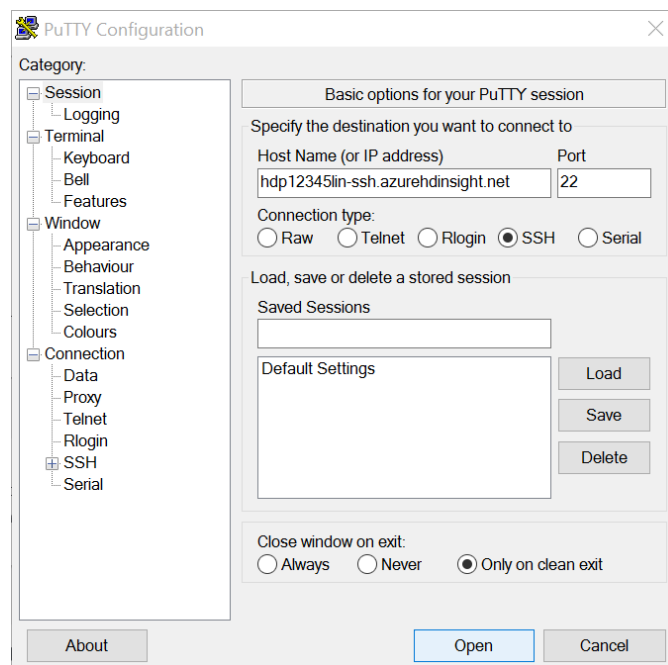 PuTTY Configuration
Category:
Session
Logging
Terminal
Keyboard
Bell
Features
Window
Appearance
Behaviour
Translation
Selection
Colours
Connection
Data
Proxy
Telnet
Rlogin
SSH
Serial
Basic options for your PuTTY session
Specify the destination you want to connect to
Host Name (or IP address) Port
hdp12345lin-ssh.azurehdinsight.net 22
Connection type:
Raw Telnet Rlogin SSH Serial
Load, save or delete a stored session
Saved Sessions
Default Settings
Load
Save
Delete
Close window on exit:
Always Never Only on clean exit
About Open Cancel